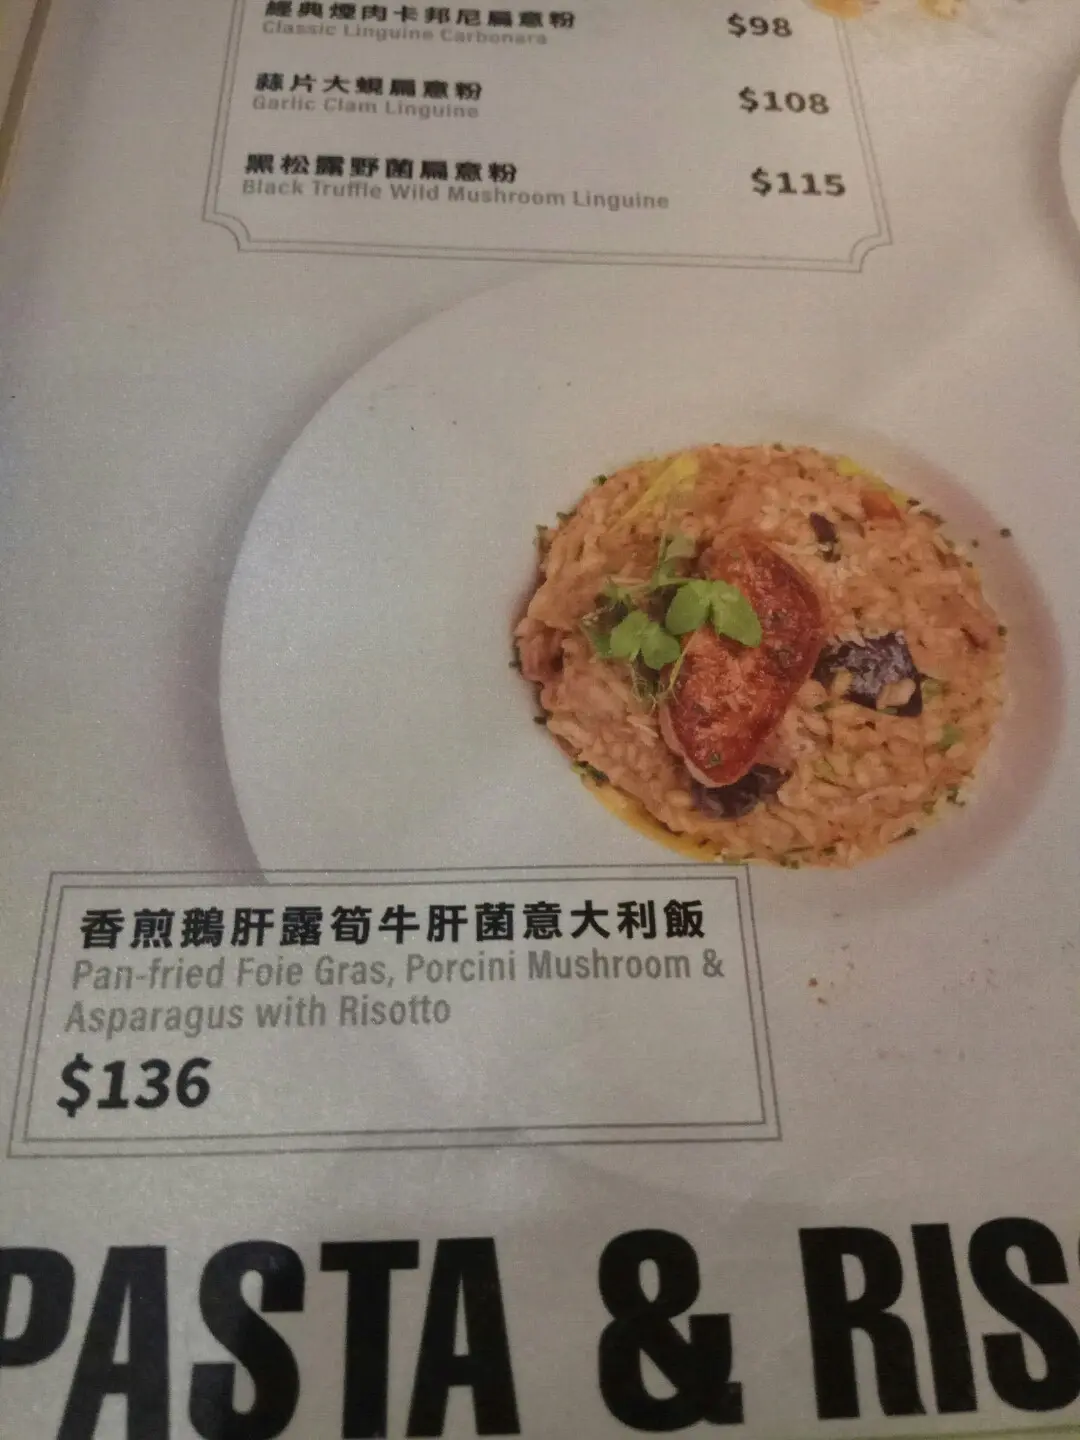 經典煙肉卡邦尼扁意粉
Classic Linguine Carbonara
$98
蒜片大蜆扁意粉
Garlic Clam Linguine
$108
黑松露野菌扁意粉
Black Truffle Wild Mushroom Linguine
$115
香煎鵝肝露筍牛肝菌意大利飯
Pan-fried Foie Gras, Porcini Mushroom &
Asparagus with Risotto
$136
PASTA & RIS